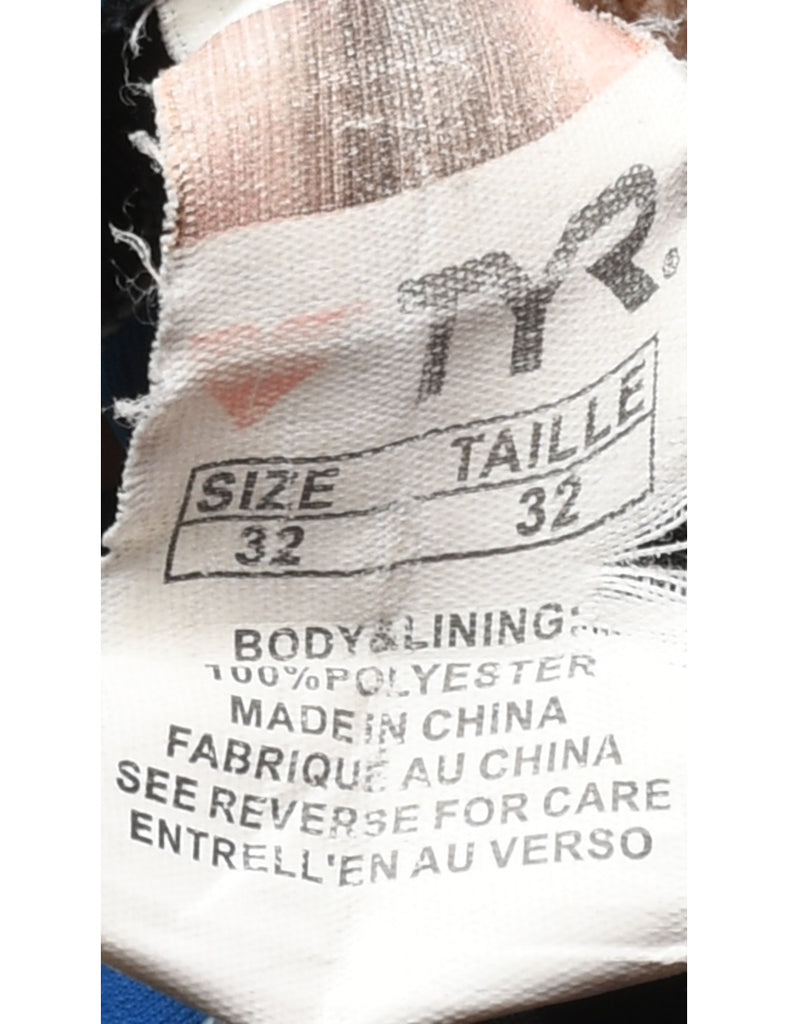 TYR®
SIZE TAILLE
32 32
BODY&LINING:
100%POLYESTER
MADE IN CHINA
FABRIQUE AU CHINA
SEE REVERSE FOR CARE
ENTRELL'EN AU VERSO